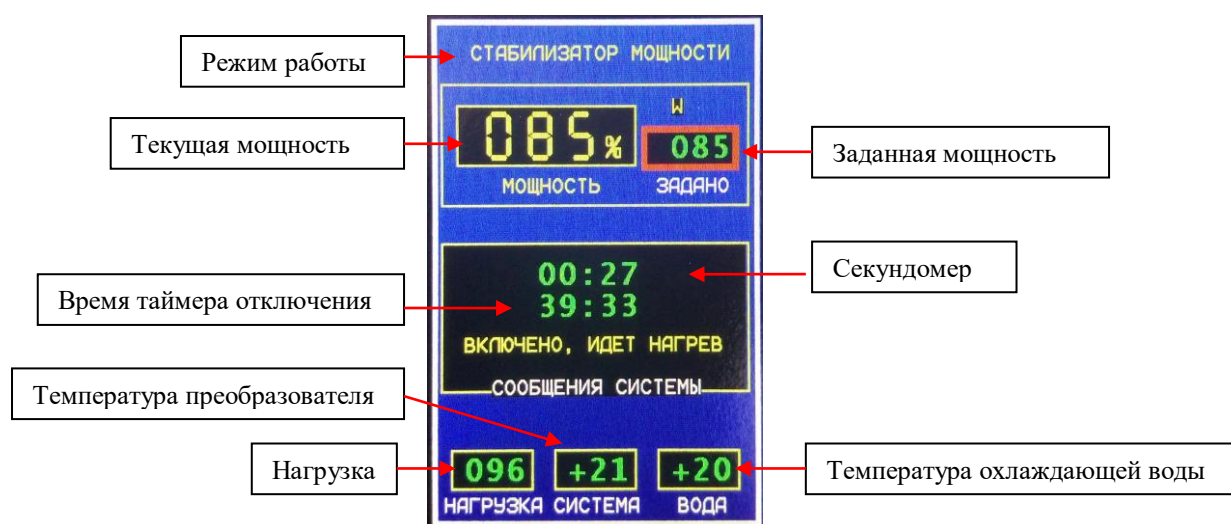 СТАБИЛИЗАТОР МОЩНОСТИ
Режим работы
W
085%
085
Текущая мощность
Заданная мощность
МОЩНОСТЬ
ЗАДАНО
Секундомер
00:27
Время таймера отключения
39:33
ВКЛЮЧЕНО, ИДЕТ НАГРЕВ
СООБЩЕНИЯ СИСТЕМЫ
Температура преобразователя
Нагрузка
096
+21
+20
Температура охлаждающей воды
НАГРУЗКА
СИСТЕМА
ВОДА